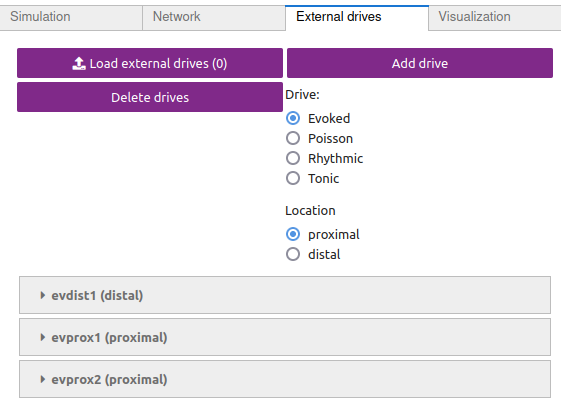 Simulation
Network
External drives
Visualization
Load external drives (0)
Add drive
Delete drives
Drive:
Evoked
Poisson
Rhythmic
Tonic
Location
proximal
distal
evdist1 (distal)
evprox1 (proximal)
evprox2 (proximal)